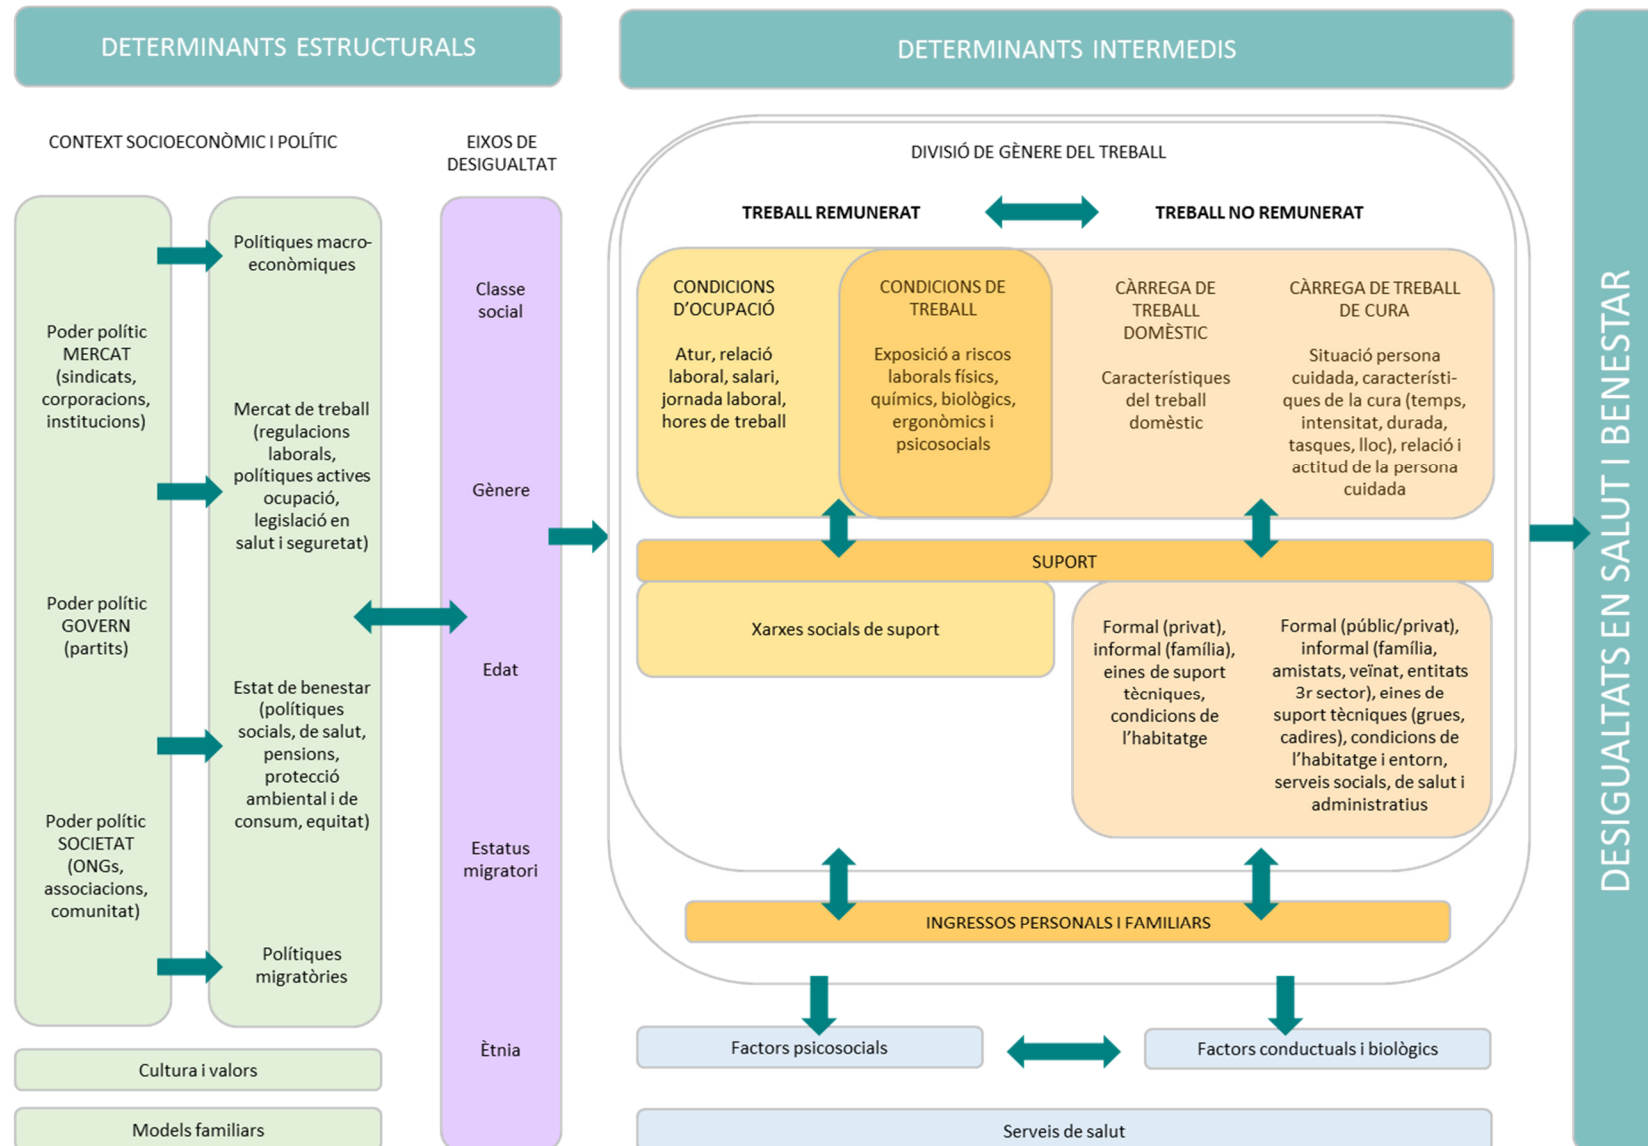 DETERMINANTS ESTRUCTURALS
CONTEXT SOCIOECONÒMIC I POLÍTIC
Poder polític
MERCAT
(sindicats,
corporacions,
institucions)
Poder polític
GOVERN
(partits)
Poder polític
SOCIETAT
(ONGs,
associacions,
comunitat)
Polítiques macro-
econòmiques
Mercat de treball
(regulacions
laborals,
polítiques actives
ocupació,
legislació en
salut i seguretat)
Estat de benestar
(polítiques
socials, de salut,
pensions,
protecció
ambiental i de
consum, equitat)
Polítiques
migratòries
Cultura i valors
Models familiars
EIXOS DE
DESIGUALTAT
Classe
social
Gènere
Edat
Estatus
migratori
Ètnia
DETERMINANTS INTERMEDIS
DIVISIÓ DE GÈNERE DEL TREBALL
TREBALL REMUNERAT
TREBALL NO REMUNERAT
CONDICIONS
D'OCUPACIÓ
Atur, relació
laboral, salari,
jornada laboral,
hores de treball
CONDICIONS DE
TREBALL
Exposició a riscos
laborals físics,
químics, biològics,
ergonòmics i
psicosocials
CÀRREGA DE
TREBALL
DOMÈSTIC
Característiques
del treball
domèstic
CÀRREGA DE TREBALL
DE CURA
Situació persona
cuidada, característi-
ques de la cura (temps,
intensitat, durada,
tasques, lloc), relació i
actitud de la persona
cuidada
SUPORT
Xarxes socials de suport
Formal (privat),
informal (família),
eines de suport
tècniques,
condicions de
l'habitatge
Formal (públic/privat),
informal (família,
amistats, veïnat, entitats
3r sector), eines de
suport tècniques (grues,
cadires), condicions de
l'habitatge i entorn,
serveis socials, de salut i
administratius
INGRESSOS PERSONALS I FAMILIARS
Factors psicosocials
Factors conductuals i biològics
Serveis de salut
DESIGUALTATS EN SALUT I BENESTAR